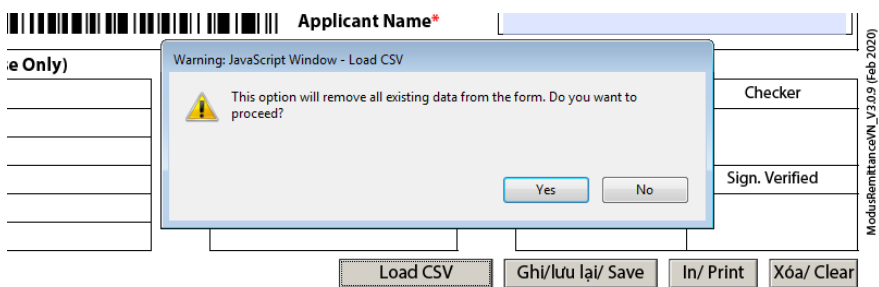 Applicant Name*
e Only)
Warning: JavaScript Window - Load CSV
This option will remove all existing data from the form. Do you want to
proceed?
Yes
No
Checker
Sign. Verified
ModusRemittanceVN_V3.0.9 (Feb 2020)
Load CSV
Ghi/lưu lại/ Save
In/ Print
Xóa/ Clear